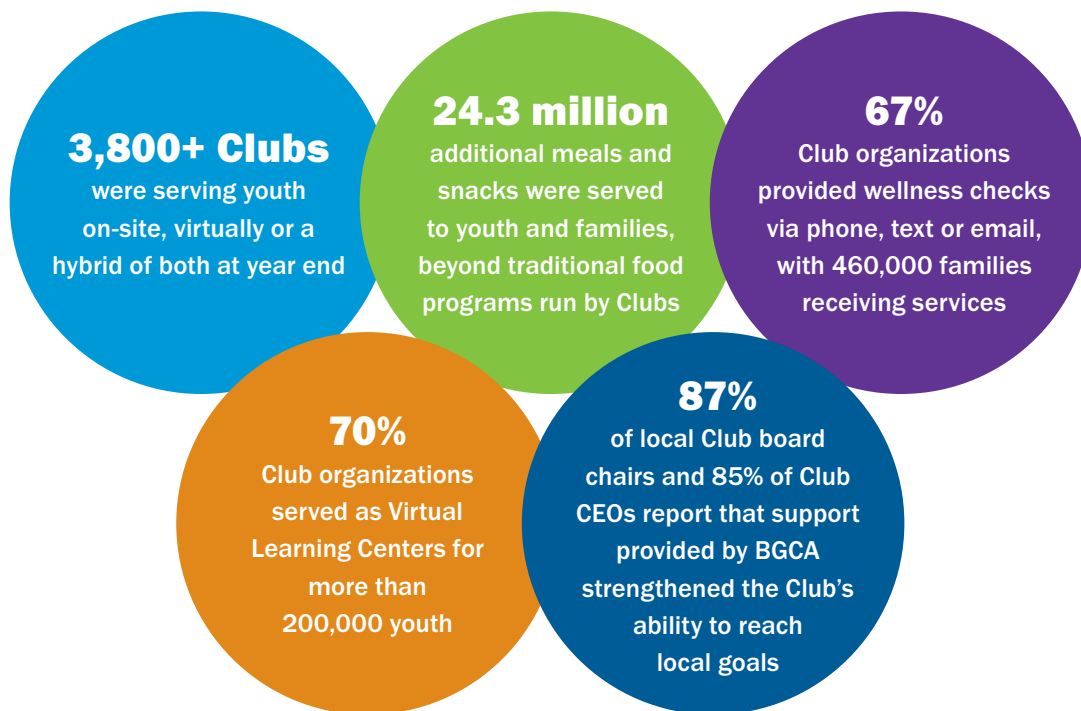 3,800+ Clubs
were serving youth
on-site, virtually or a
hybrid of both at year end
24.3 million
additional meals and
snacks were served
to youth and families,
beyond traditional food
programs run by Clubs
67%
Club organizations
provided wellness checks
via phone, text or email,
with 460,000 families
receiving services
70%
Club organizations
served as Virtual
Learning Centers for
more than
200,000 youth
87%
of local Club board
chairs and 85% of Club
CEOs report that support
provided by BGCA
strengthened the Club’s
ability to reach
local goals